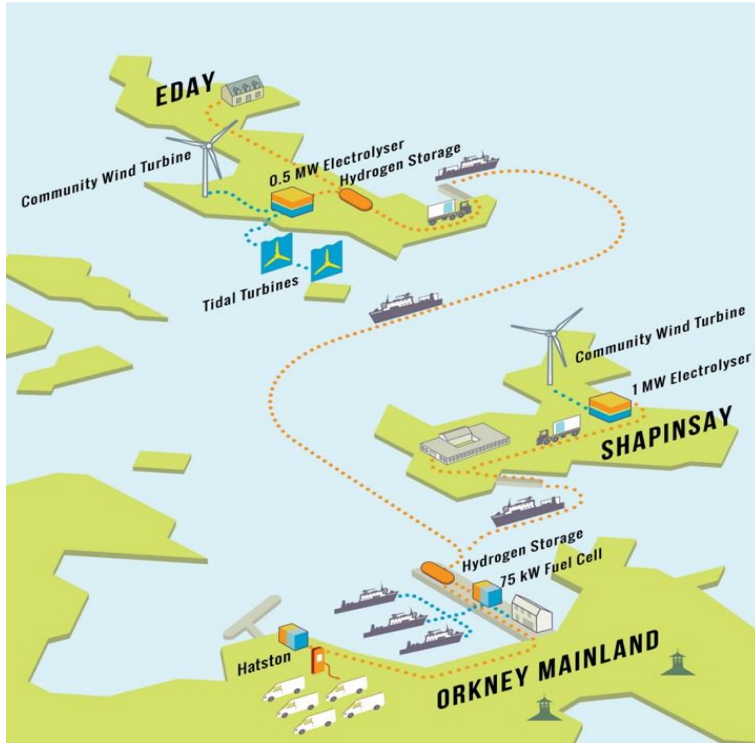 EDAY
Community Wind Turbine
0.5 MW Electrolyser
Hydrogen Storage
Tidal Turbines
Community Wind Turbine
1 MW Electrolyser
SHAPINSAY
Hydrogen Storage
75 kW Fuel Cell
Hatston
ORKNEY MAINLAND